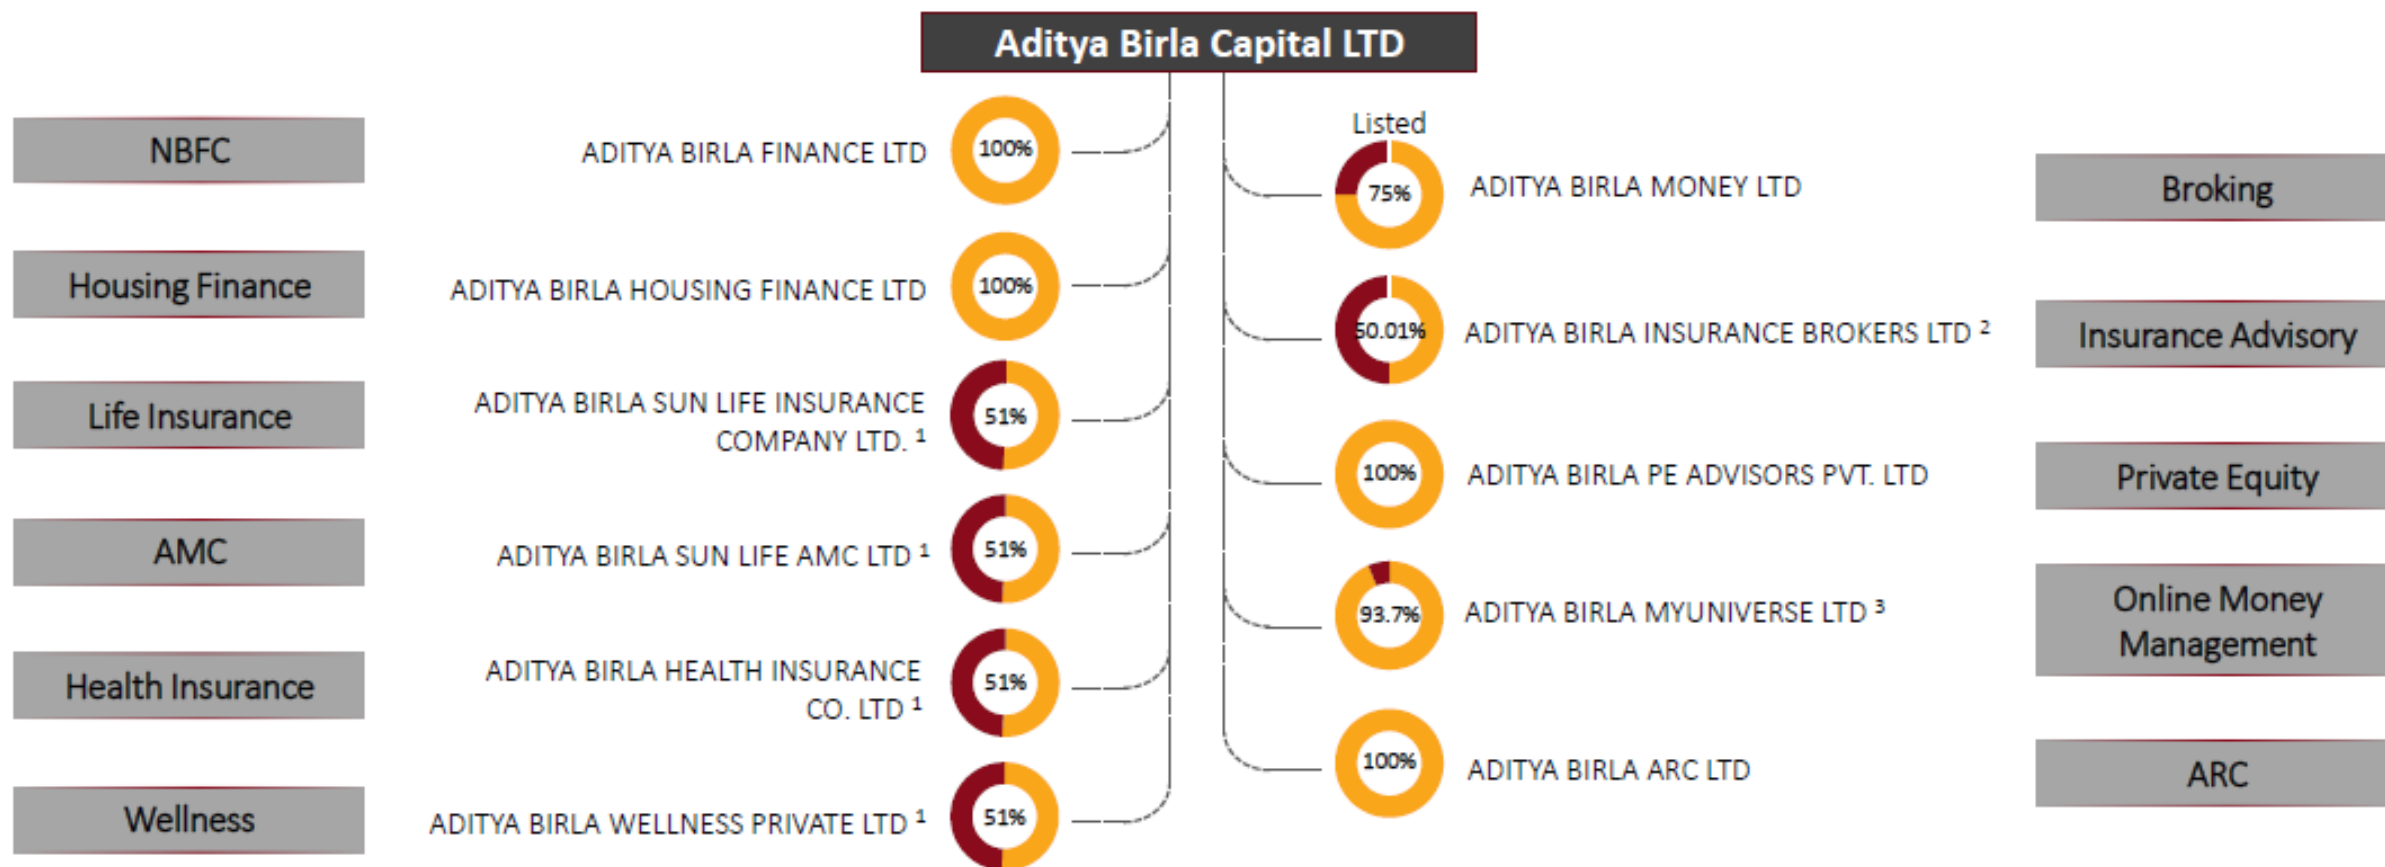 Aditya Birla Capital LTD
NBFC
ADITYA BIRLA FINANCE LTD
100%
Housing Finance
ADITYA BIRLA HOUSING FINANCE LTD
100%
Life Insurance
ADITYA BIRLA SUN LIFE INSURANCE
COMPANY LTD. ¹
51%
AMC
ADITYA BIRLA SUN LIFE AMC LTD ¹
51%
Health Insurance
ADITYA BIRLA HEALTH INSURANCE
CO. LTD ¹
51%
Wellness
ADITYA BIRLA WELLNESS PRIVATE LTD ¹
51%
Listed
75%
ADITYA BIRLA MONEY LTD
Broking
50.01%
ADITYA BIRLA INSURANCE BROKERS LTD ²
Insurance Advisory
100%
ADITYA BIRLA PE ADVISORS PVT. LTD
Private Equity
93.7%
ADITYA BIRLA MYUNIVERSE LTD ³
Online Money
Management
100%
ADITYA BIRLA ARC LTD
ARC